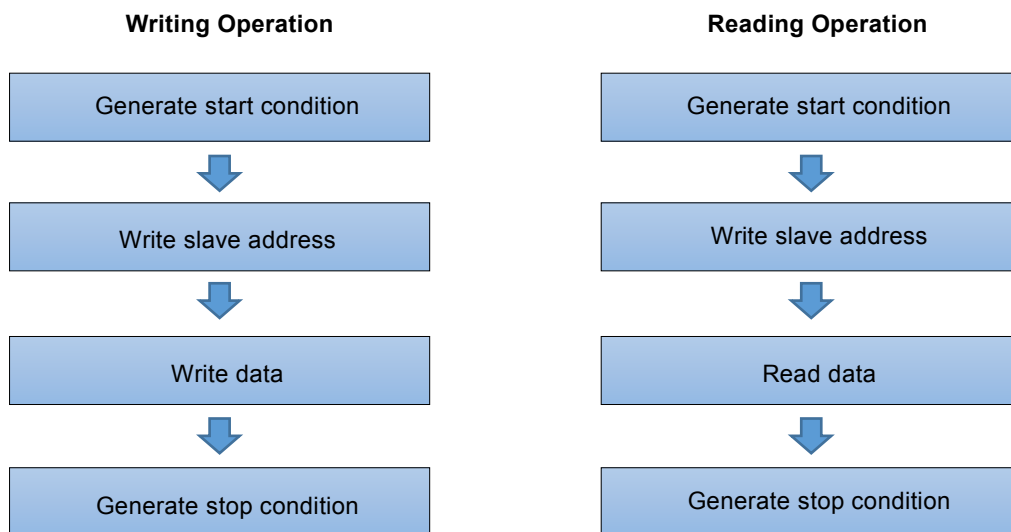 Writing Operation
Generate start condition
Write slave address
Write data
Generate stop condition
Reading Operation
Generate start condition
Write slave address
Read data
Generate stop condition